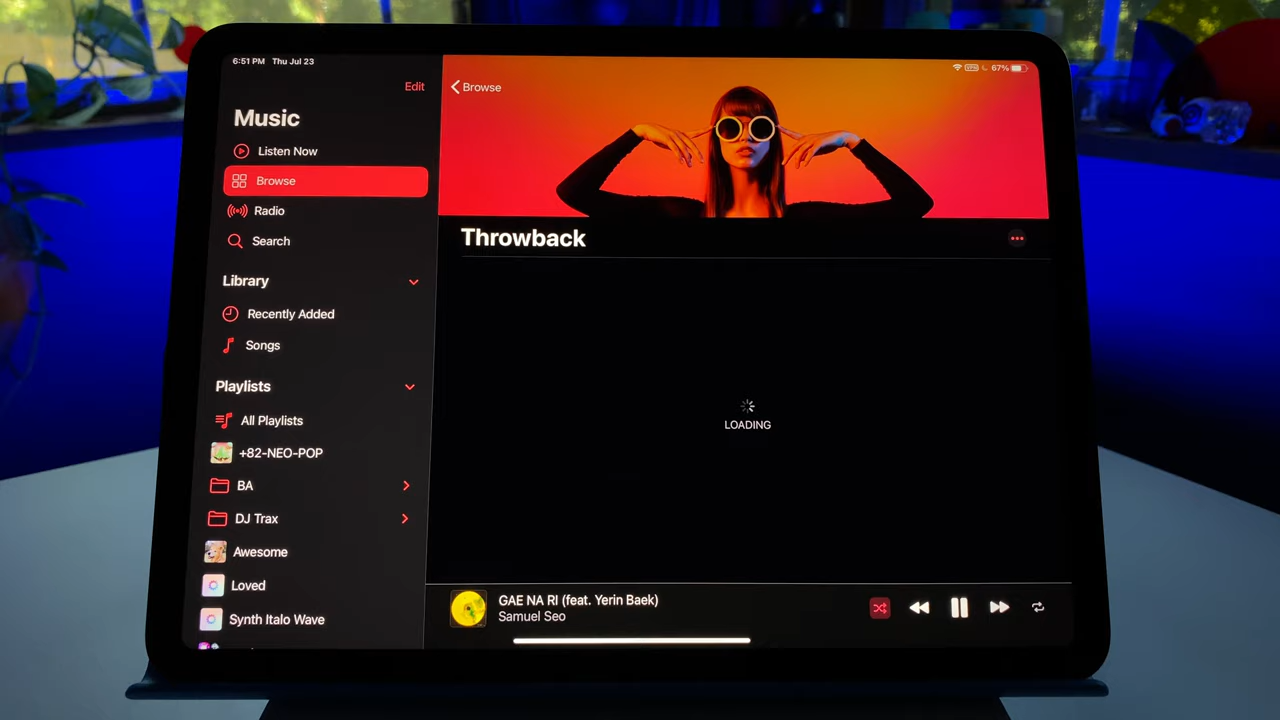 6:51 PM Thu Jul 23
Edit
Music
Listen Now
Browse
Radio
Search
Library
Recently Added
Songs
Playlists
All Playlists
+82-NEO-POP
BA
DJ Trax
Awesome
Loved
Synth Italo Wave
VPN 67%
Browse
Throwback
LOADING
GAE NA RI (feat. Yerin Baek)
Samuel Seo